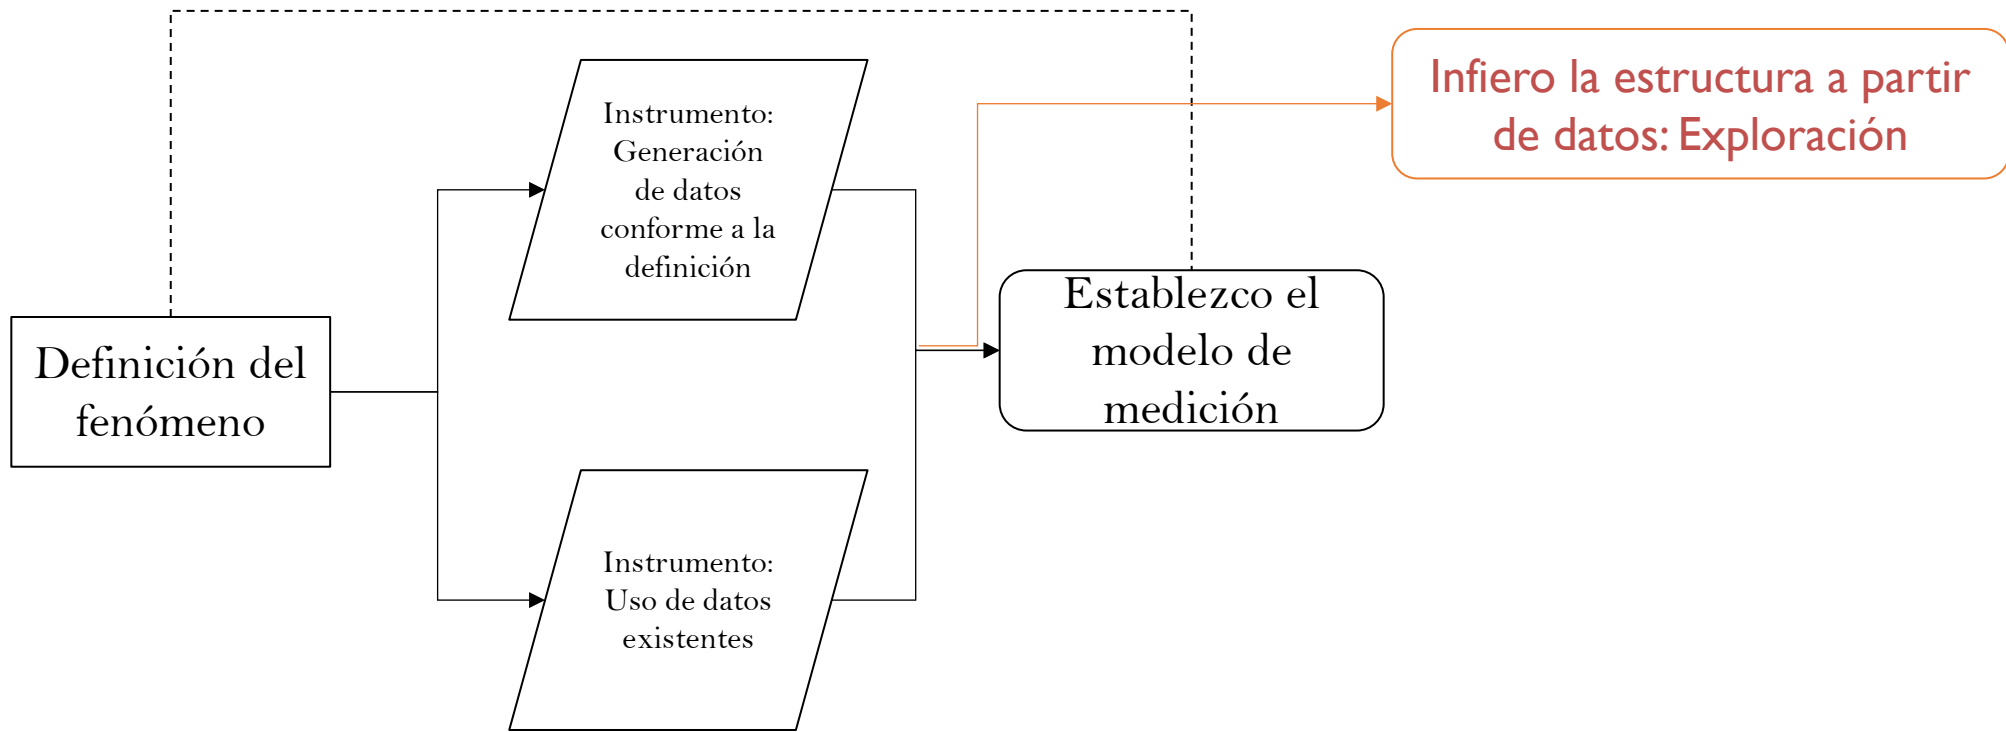 Definición del
fenómeno
Instrumento:
Generación
de datos
conforme a la
definición
Instrumento:
Uso de datos
existentes
Establezco el
modelo de
medición
Infiero la estructura a partir
de datos: Exploración